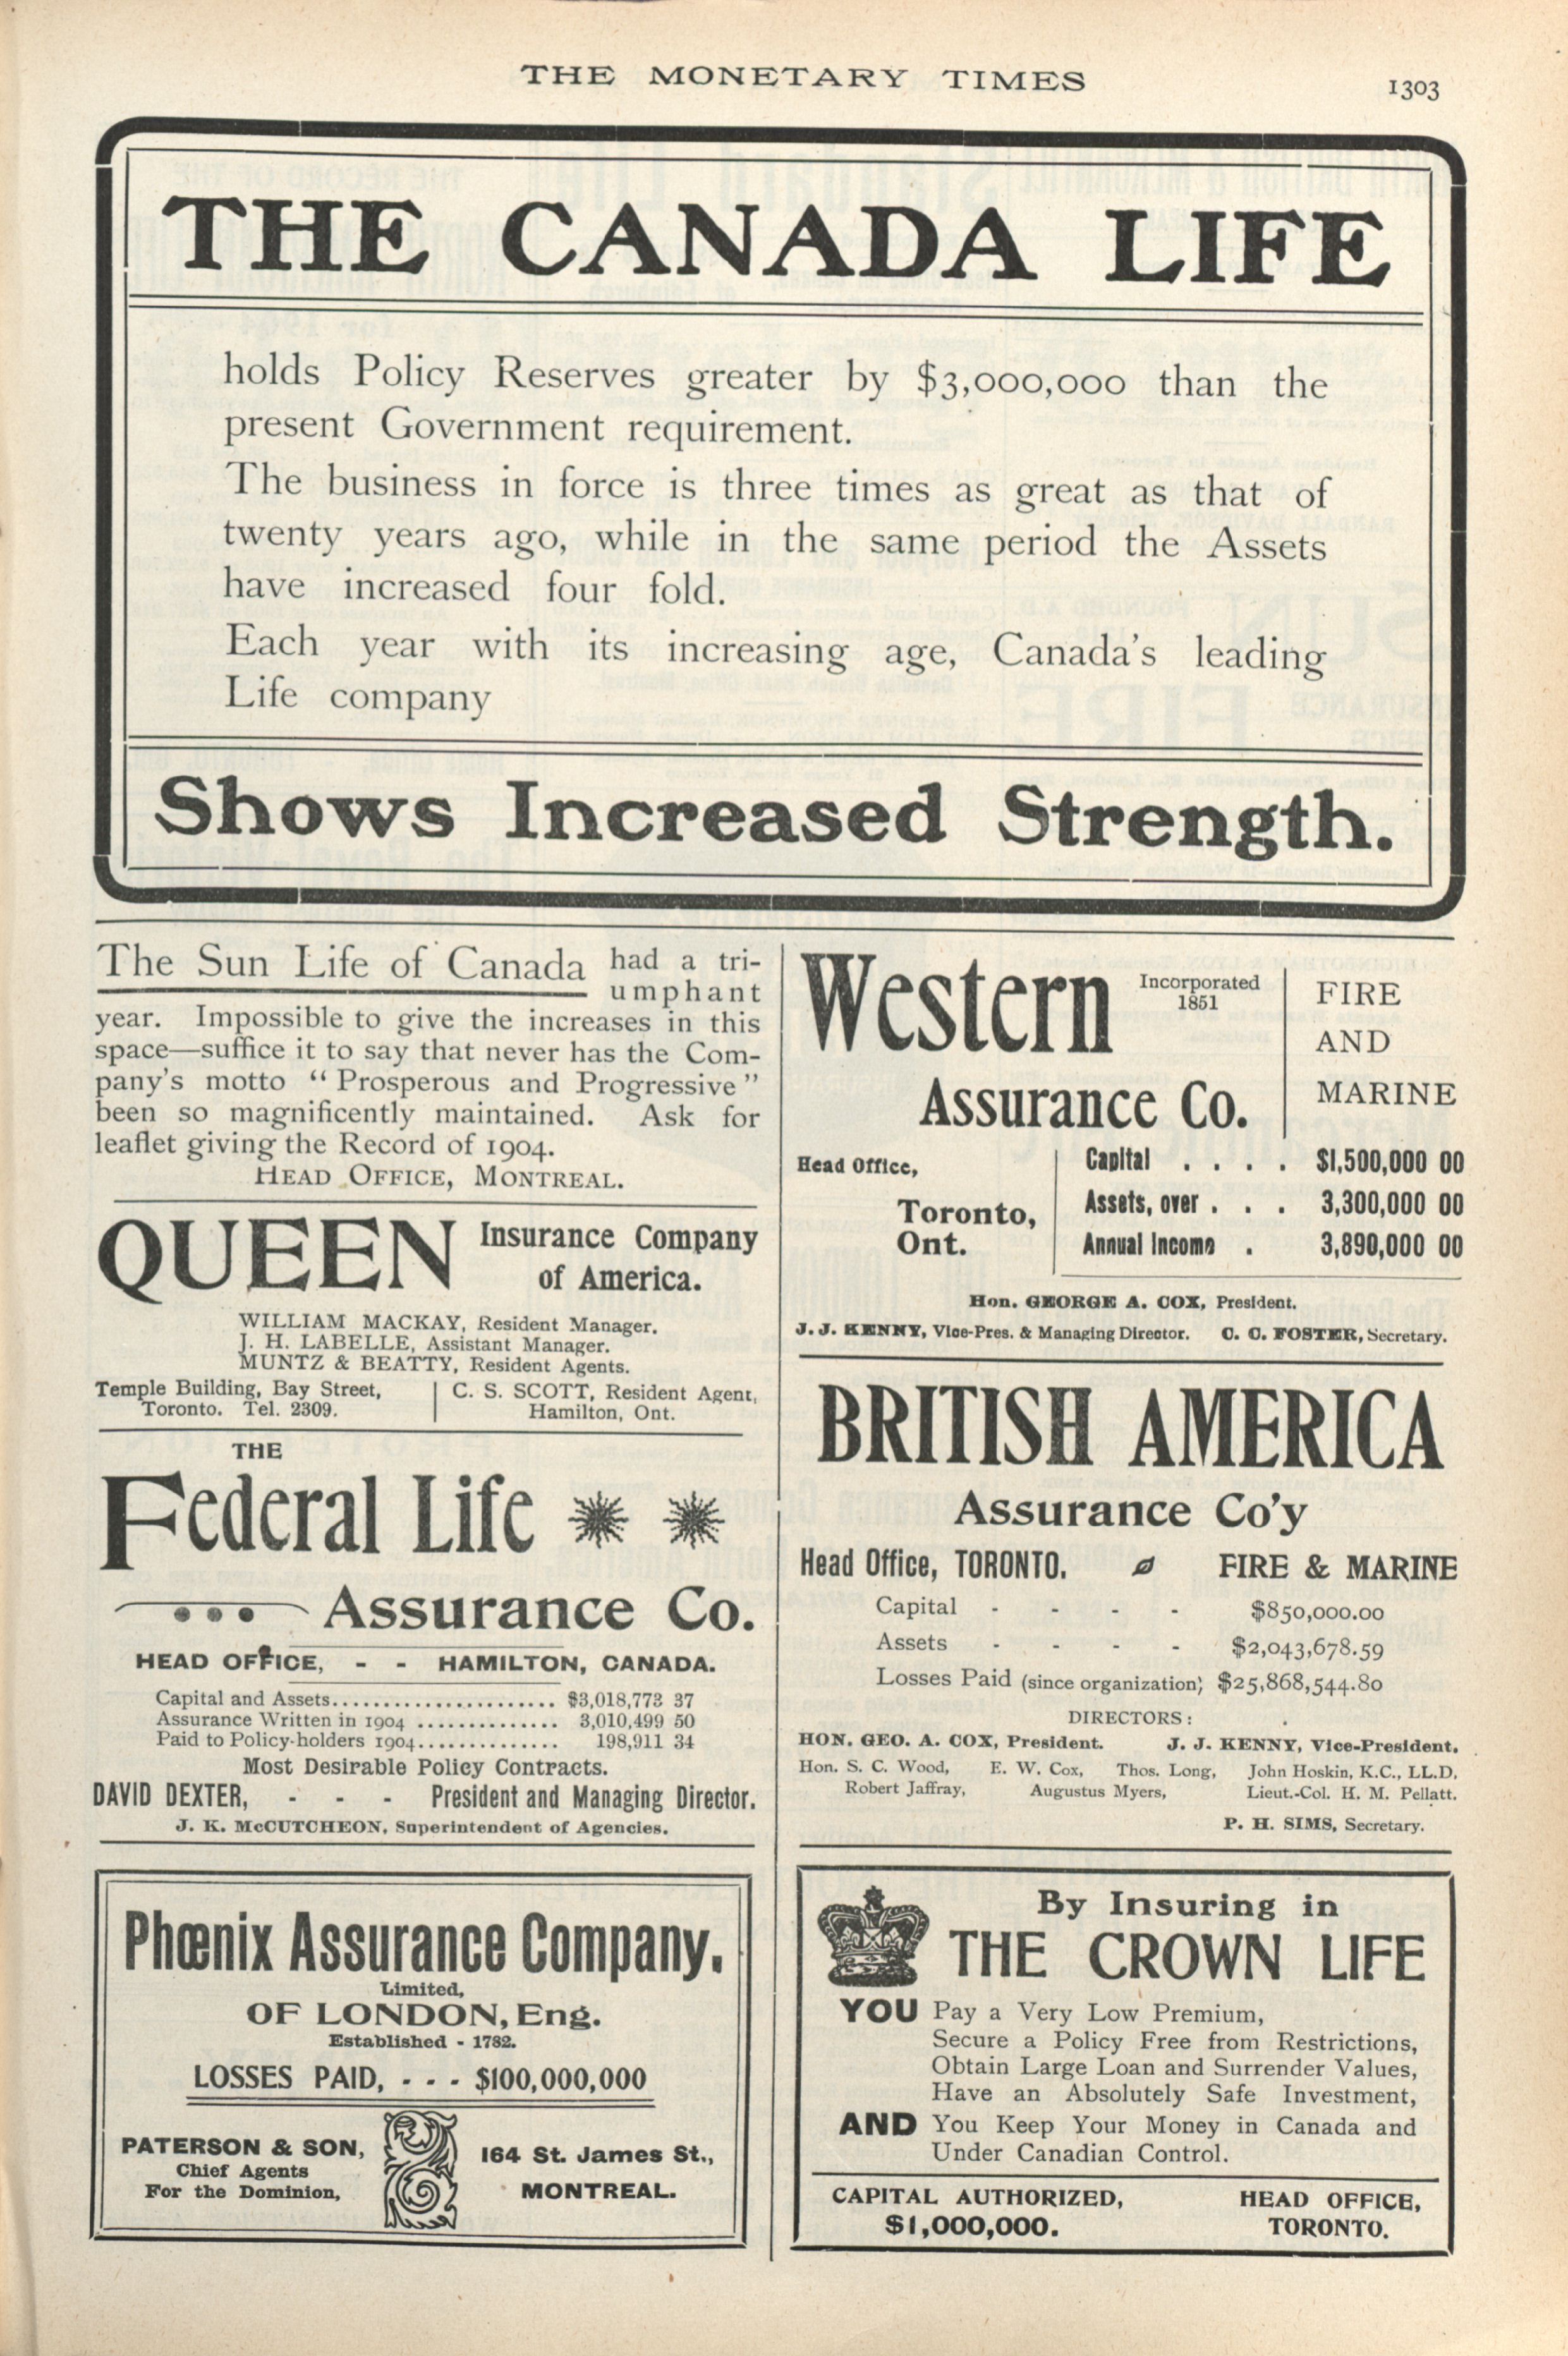 THE MONETARY TIMES
1303
THE CANADA LIFE
holds Policy Reserves greater by $3,000,000 than the
present Government requirement.
The business in force is three times as great as that of
twenty years ago, while in the same period the Assets
have increased four fold.
Each year with its increasing age, Canada's leading
Life company
Shows Increased Strength.
The Sun Life of Canada had a tri-
umphant
year. Impossible to give the increases in this
space—suffice it to say that never has the Com-
pany's motto "Prosperous and Progressive"
been so magnificently maintained. Ask for
leaflet giving the Record of 1904.
HEAD OFFICE, MONTREAL.
QUEEN Insurance Company
of America.
WILLIAM MACKAY, Resident Manager.
J. H. LABELLE, Assistant Manager.
MUNTZ & BEATTY, Resident Agents.
Temple Building, Bay Street,
Toronto. Tel. 2309.
C. S. SCOTT, Resident Agent,
Hamilton, Ont.
THE
Federal Life
Assurance Co.
HEAD OFFICE, - - HAMILTON, CANADA.
Capital and Assets..................... $3,018,773 37
Assurance Written in 1904 .............. 3,010,499 50
Paid to Policy-holders 1904.............. 198,911 34
Most Desirable Policy Contracts.
DAVID DEXTER, - - - President and Managing Director.
J. K. McCUTCHEON, Superintendent of Agencies.
Phœnix Assurance Company,
Limited,
OF LONDON, Eng.
Established - 1782.
LOSSES PAID, - - - $100,000,000
PATERSON & SON,
Chief Agents
For the Dominion,
164 St. James St.,
MONTREAL.
Western
Incorporated
1851
Assurance Co.
FIRE
AND
MARINE
Head Office,
Toronto,
Ont.
Capital . . . . $1,500,000 00
Assets, over . . . 3,300,000 00
Annual Income . 3,890,000 00
Hon. GEORGE A. COX, President.
J. J. KENNY, Vice-Pres. & Managing Director. C. C. FOSTER, Secretary.
BRITISH AMERICA
Assurance Co'y
Head Office, TORONTO. FIRE & MARINE
Capital - - - - $850,000.00
Assets - - - - $2,043,678.59
Losses Paid (since organization) $25,868,544.80
DIRECTORS:
HON. GEO. A. COX, President. J. J. KENNY, Vice-President.
Hon. S. C. Wood, E. W. Cox, Thos. Long, John Hoskin, K.C., LL.D,
Robert Jaffray, Augustus Myers, Lieut.-Col. H. M. Pellatt.
P. H. SIMS, Secretary.
By Insuring in
THE CROWN LIFE
YOU Pay a Very Low Premium,
Secure a Policy Free from Restrictions,
Obtain Large Loan and Surrender Values,
Have an Absolutely Safe Investment,
AND You Keep Your Money in Canada and
Under Canadian Control.
CAPITAL AUTHORIZED,
$1,000,000.
HEAD OFFICE,
TORONTO.